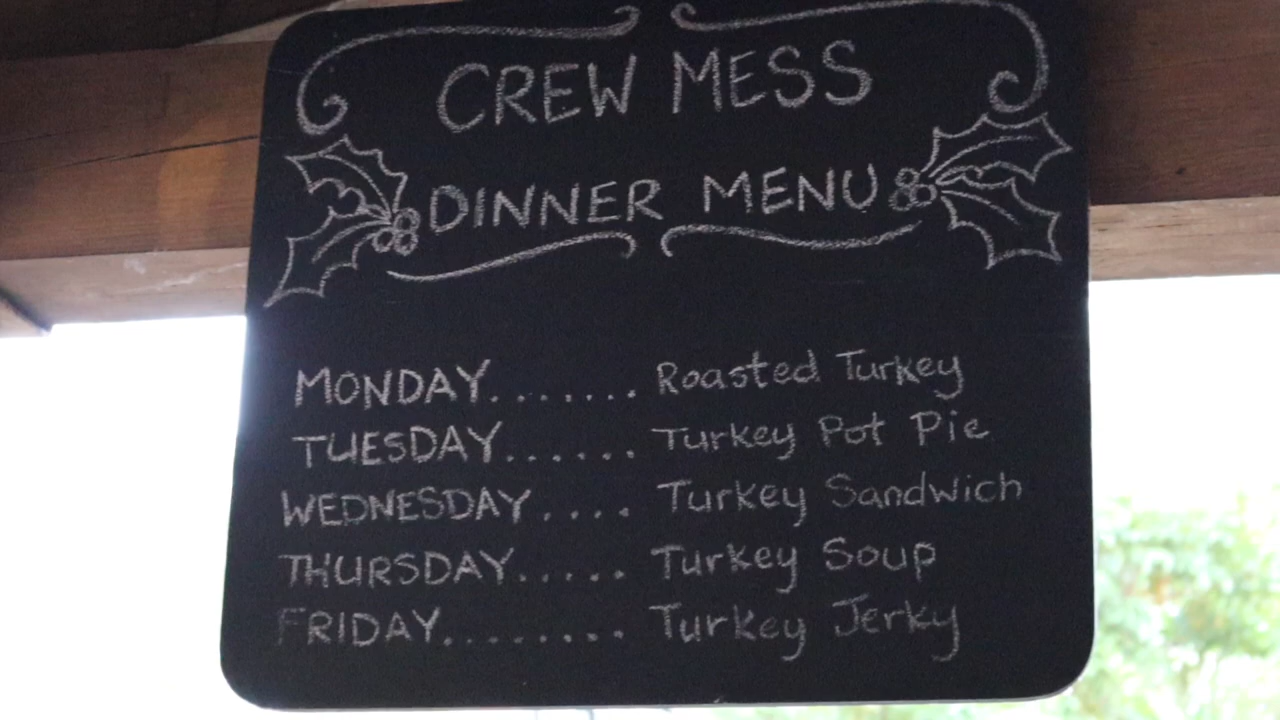 CREW MESS
DINNER MENU
MONDAY....... Roasted Turkey
TUESDAY...... Turkey Pot Pie
WEDNESDAY.... Turkey Sandwich
THURSDAY..... Turkey Soup
FRIDAY........ Turkey Jerky